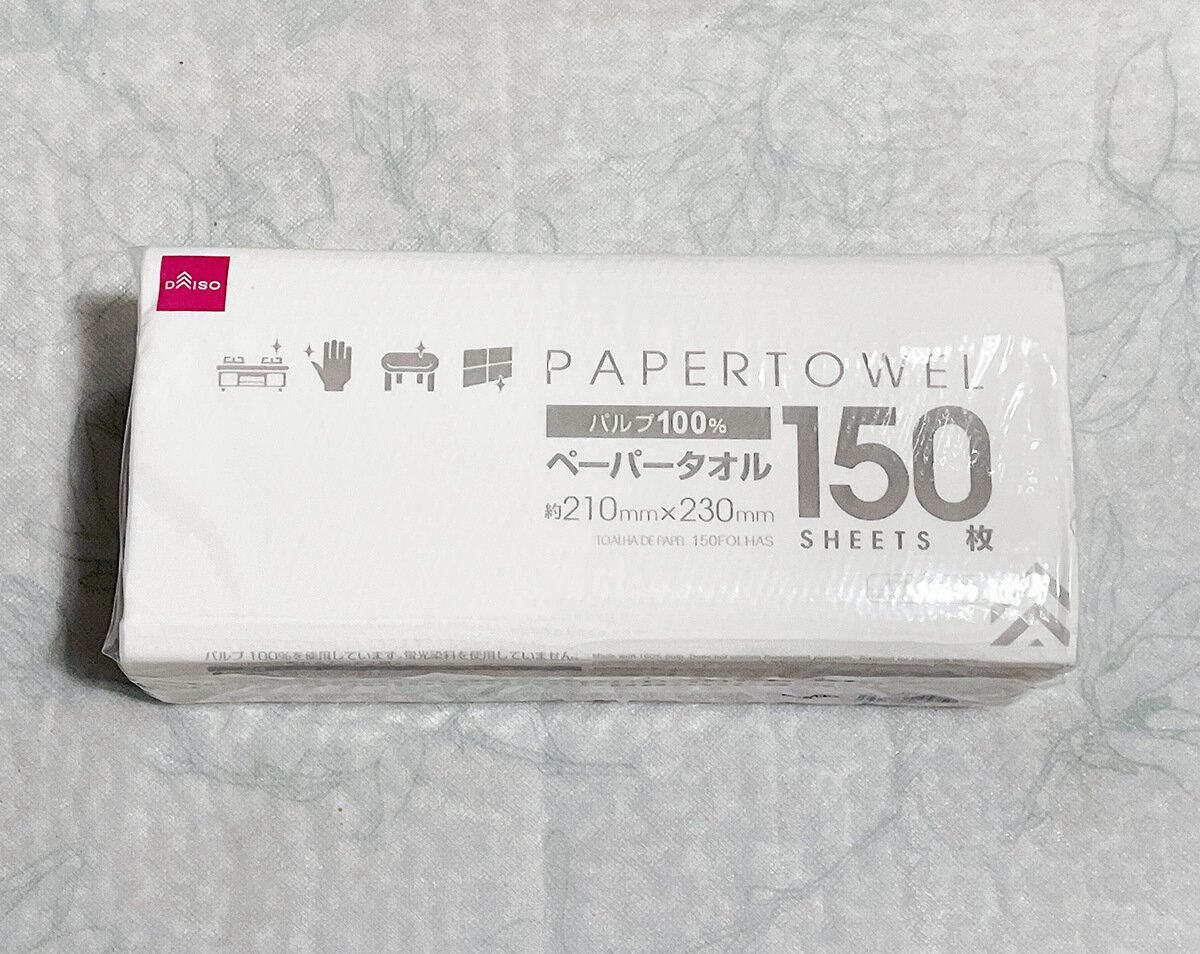 DAISO
PAPERTOWEL
パルプ100%
ペーパータオル
約210mm×230mm
TOALHA DE PAPEL 150FOLHAS
150
SHEETS 枚
パルプ100%を使用しています。蛍光染料を使用していません。